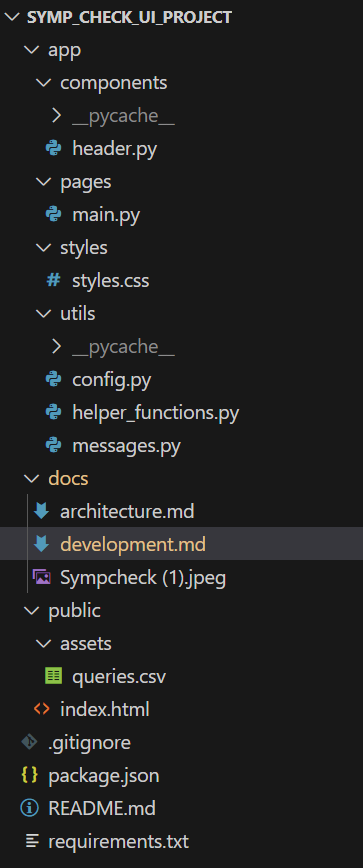 SYMP_CHECK_UI_PROJECT
app
components
__pycache__
header.py
pages
main.py
styles
# styles.css
utils
__pycache__
config.py
helper_functions.py
messages.py
docs
architecture.md
development.md
Sympcheck (1).jpeg
public
assets
queries.csv
<> index.html
.gitignore
{} package.json
README.md
requirements.txt